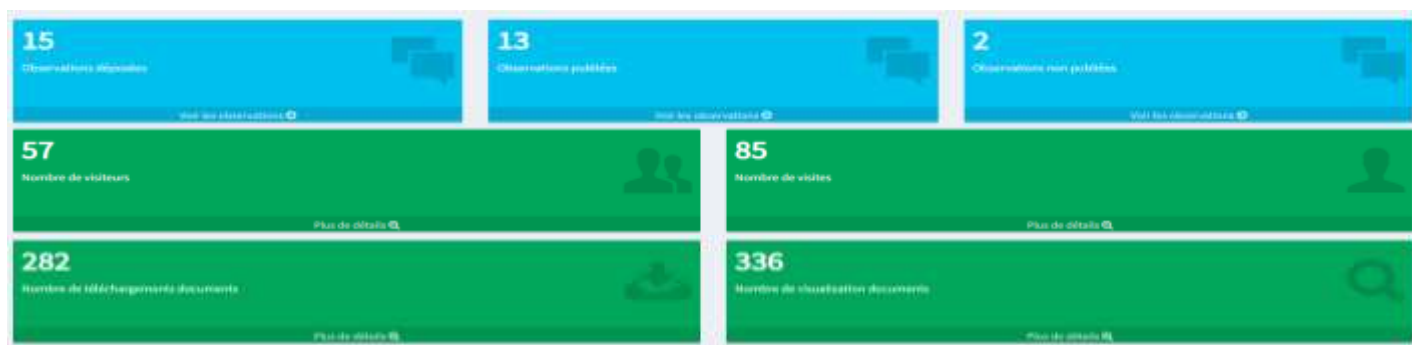 15
Observations déposées
Voir les observations
13
Observations publiées
Voir les observations
2
Observations non publiées
Voir les observations
57
Nombre de visiteurs
Plus de détails
85
Nombre de visites
Plus de détails
282
Nombre de téléchargements documents
Plus de détails
336
Nombre de visualisation documents
Plus de détails